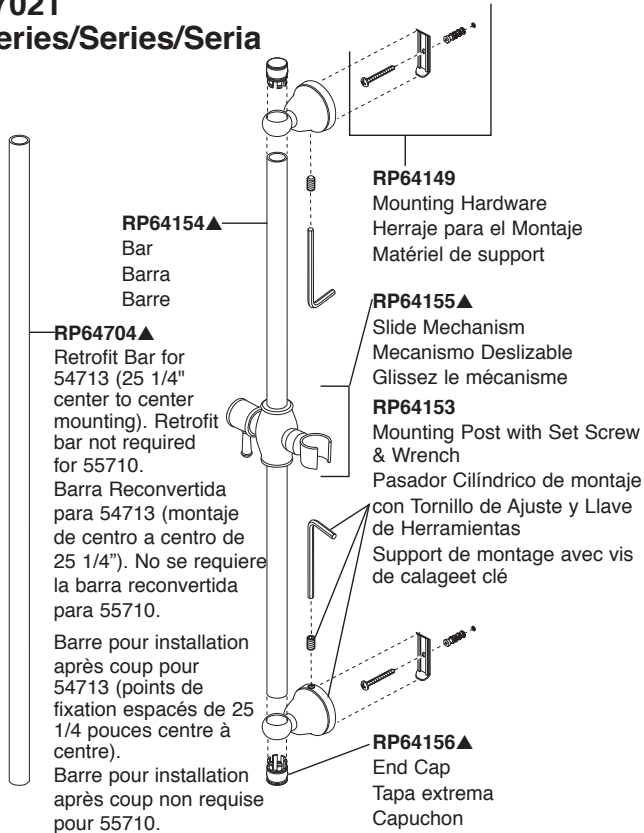 eries/Series/Seria
RP64149
Mounting Hardware
Herraje para el Montaje
Matériel de support
RP64154▲
Bar
Barra
Barre
RP64155▲
Slide Mechanism
Mecanismo Deslizable
Glissez le mécanisme
RP64704▲
Retrofit Bar for
54713 (25 1/4"
center to center
mounting). Retrofit
bar not required
for 55710.
Barra Reconvertida
para 54713 (montaje
de centro a centro de
25 1/4”). No se requiere
la barra reconvertida
para 55710.
Barre pour installation
après coup pour
54713 (points de
fixation espacés de 25
1/4 pouces centre à
centre).
Barre pour installation
après coup non requise
pour 55710.
RP64153
Mounting Post with Set Screw
& Wrench
Pasador Cilíndrico de montaje
con Tornillo de Ajuste y Llave
de Herramientas
Support de montage avec vis
de calageet clé
RP64156▲
End Cap
Tapa extrema
Capuchon